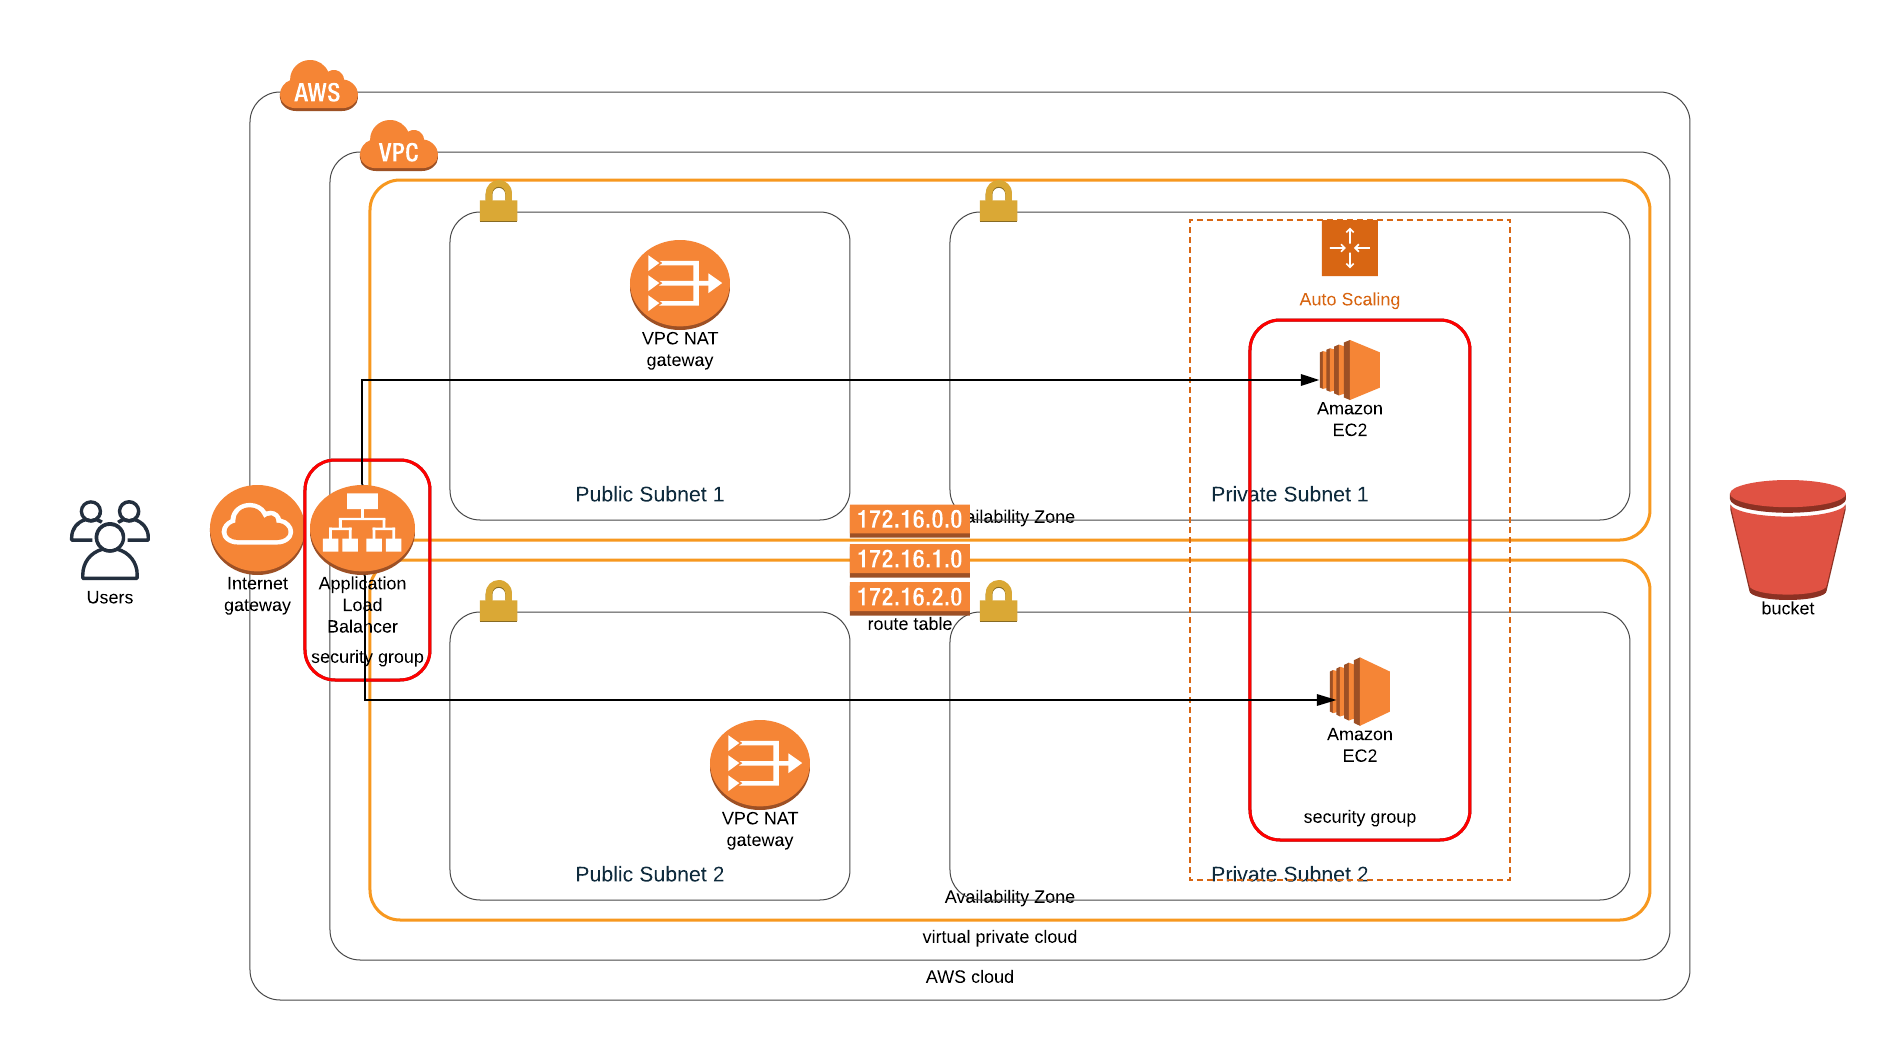 AWS
VPC
VPC NAT
gateway
Auto Scaling
Amazon
EC2
Public Subnet 1
Private Subnet 1
172.16.0.0
ailability Zone
172.16.1.0
172.16.2.0
route table
Users
Internet
gateway
Application
Load
Balancer
security group
bucket
Amazon
EC2
VPC NAT
gateway
security group
Public Subnet 2
Private Subnet 2
Availability Zone
virtual private cloud
AWS cloud